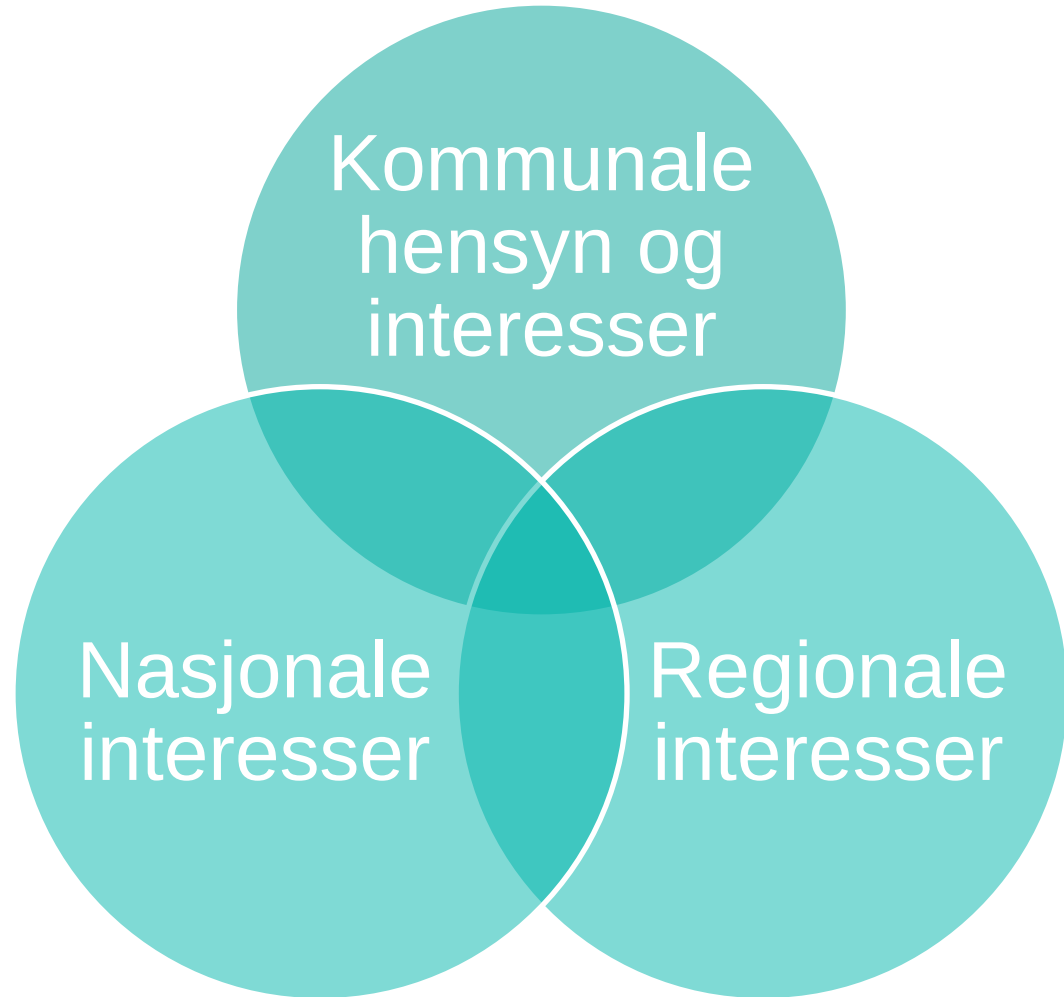 Kommunale
hensyn og
interesser
Nasjonale
interesser
Regionale
interesser